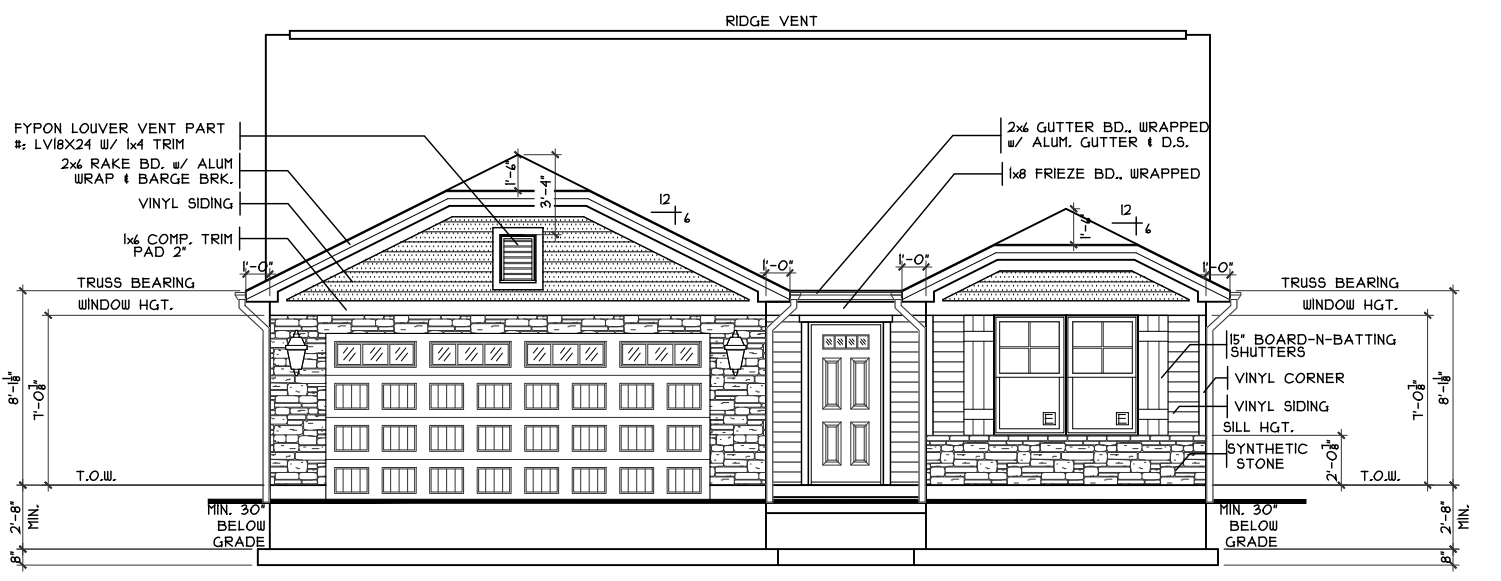 RIDGE VENT
FYPON LOUVER VENT PART
#: LV18X24 W/ 1x4 TRIM
2x6 RAKE BD. w/ ALUM
WRAP & BARGE BRK.
VINYL SIDING
1x6 COMP. TRIM
PAD 2"
1'-0"
TRUSS BEARING
WINDOW HGT.
8'-1 1/8"
7'-0 7/8"
T.O.W.
2'-8"
MIN.
8"
MIN. 30"
BELOW
GRADE
1'-6"
3'-4"
12
6
1'-0"
2x6 GUTTER BD., WRAPPED
w/ ALUM. GUTTER & D.S.
1x8 FRIEZE BD., WRAPPED
1'-0"
1'-6"
12
6
1'-0"
TRUSS BEARING
WINDOW HGT.
15" BOARD-N-BATTING
SHUTTERS
VINYL CORNER
VINYL SIDING
SILL HGT.
SYNTHETIC
STONE
E
E
2'-0 7/8"
7'-0 7/8"
8'-1 1/8"
T.O.W.
MIN. 30"
BELOW
GRADE
2'-8"
MIN.
8"